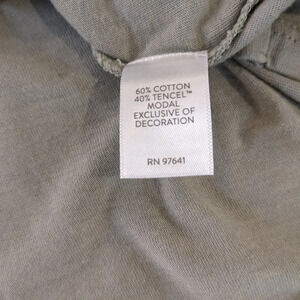 60% COTTON
40% TENCEL™
MODAL
EXCLUSIVE OF
DECORATION
RN 97641